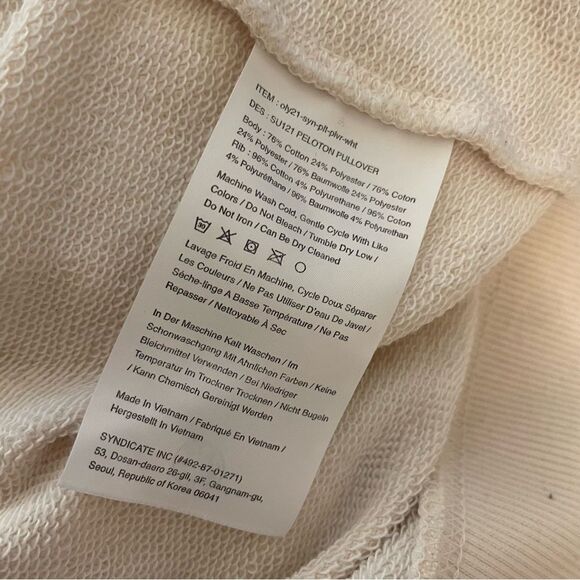 ITEM : oly21-syn-plt-plvr-wht
DES : SU121 PELOTON PULLOVER
Body : 76% Cotton 24% Polyester / 76% Coton
24% Polyester / 76% Baumwolle 24% Polyester
Rib : 96% Cotton 4% Polyurethane / 96% Coton
4% Polyuréthane / 96% Baumwolle 4% Polyurethan
Machine Wash Cold, Gentle Cycle With Like
Colors / Do Not Bleach / Tumble Dry Low /
Do Not Iron / Can Be Dry Cleaned
30
Lavage Froid En Machine, Cycle Doux Séparer
Les Couleurs / Ne Pas Utiliser D'eau De Javel /
Séche-linge À Basse Température / Ne Pas
Repasser / Nettoyable À Sec
In Der Maschine Kalt Waschen / Im
Schonwaschgang Mit Ähnlichen Farben / Keine
Bleichmittel Verwenden / Bei Niedriger
Temperatur Im Trockner Trocknen / Nicht Bugeln
/ Kann Chemisch Gereinigt Werden
Made In Vietnam / Fabriqué En Vietnam /
Hergestellt In Vietnam
SYNDICATE INC (#492-87-01271)
53, Dosan-daero 26-gil, 3F, Gangnam-gu,
Seoul, Republic of Korea 06041